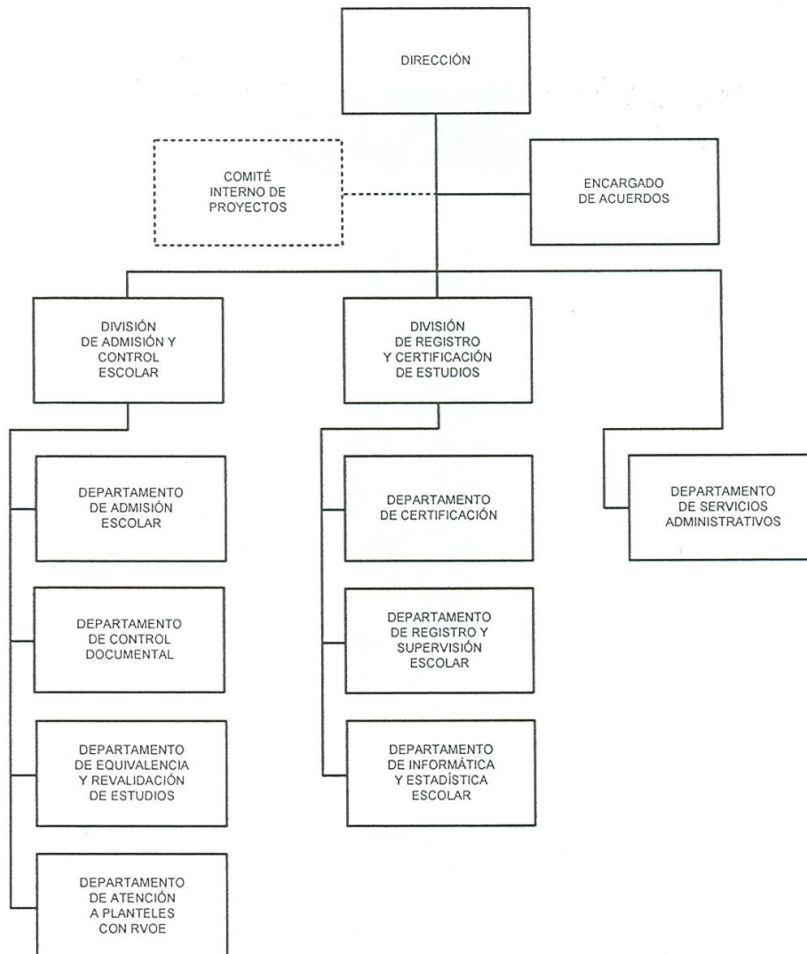 DIRECCIÓN
COMITÉ
INTERNO DE
PROYECTOS
ENCARGADO
DE ACUERDOS
DIVISIÓN
DE ADMISIÓN Y
CONTROL
ESCOLAR
DIVISIÓN
DE REGISTRO
Y CERTIFICACIÓN
DE ESTUDIOS
DEPARTAMENTO
DE ADMISIÓN
ESCOLAR
DEPARTAMENTO
DE CERTIFICACIÓN
DEPARTAMENTO
DE SERVICIOS
ADMINISTRATIVOS
DEPARTAMENTO
DE CONTROL
DOCUMENTAL
DEPARTAMENTO
DE REGISTRO Y
SUPERVISIÓN
ESCOLAR
DEPARTAMENTO
DE EQUIVALENCIA
Y REVALIDACIÓN
DE ESTUDIOS
DEPARTAMENTO
DE INFORMÁTICA
Y ESTADÍSTICA
ESCOLAR
DEPARTAMENTO
DE ATENCIÓN
A PLANTELES
CON RVOE